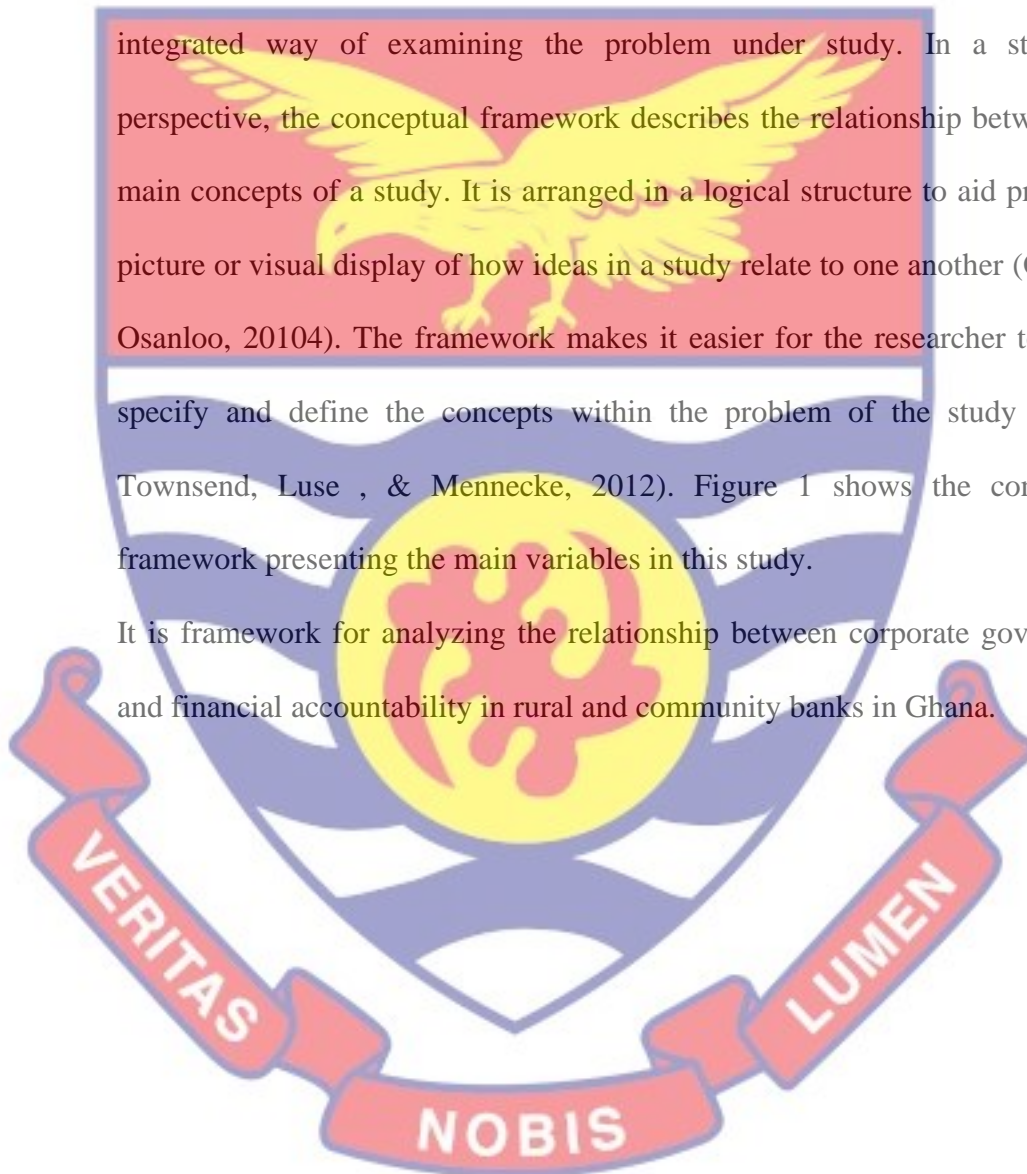 integrated way of examining the problem under study. In a st
perspective, the conceptual framework describes the relationship betw
main concepts of a study. It is arranged in a logical structure to aid pr
picture or visual display of how ideas in a study relate to one another (
Osanloo, 20104). The framework makes it easier for the researcher t
specify and define the concepts within the problem of the study
Townsend, Luse , & Mennecke, 2012). Figure 1 shows the con
framework presenting the main variables in this study.
It is framework for analyzing the relationship between corporate gov
and financial accountability in rural and community banks in Ghana.
VERITAS
NOBIS
LUMEN